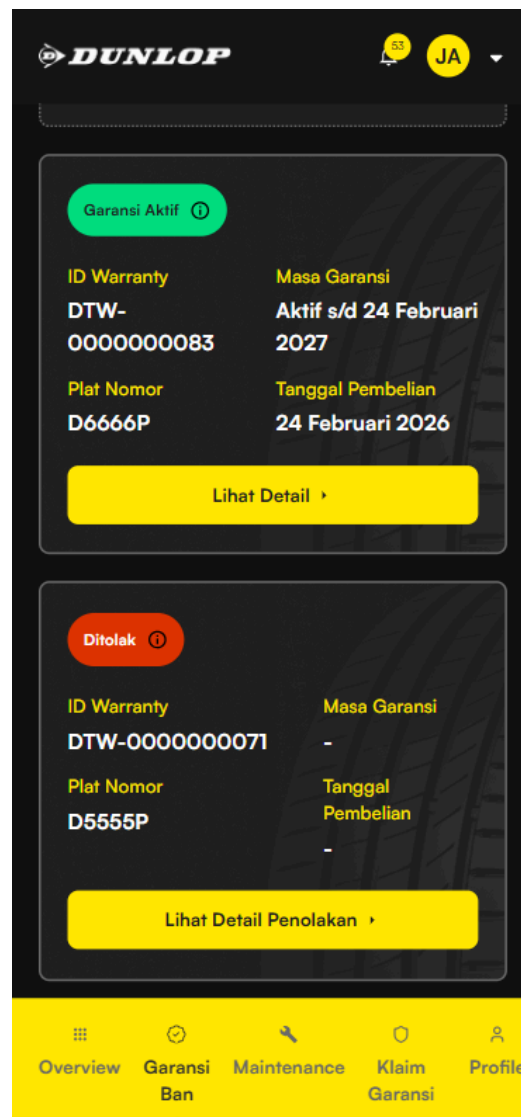 DUNLOP
53
JA
Garansi Aktif
ID Warranty
Masa Garansi
DTW-
0000000083
Aktif s/d 24 Februari
2027
Plat Nomor
Tanggal Pembelian
D6666P
24 Februari 2026
Lihat Detail
Ditolak
ID Warranty
Masa Garansi
DTW-0000000071
-
Plat Nomor
Tanggal
Pembelian
D5555P
-
Lihat Detail Penolakan
Overview
Garansi
Ban
Maintenance
Klaim
Garansi
Profile